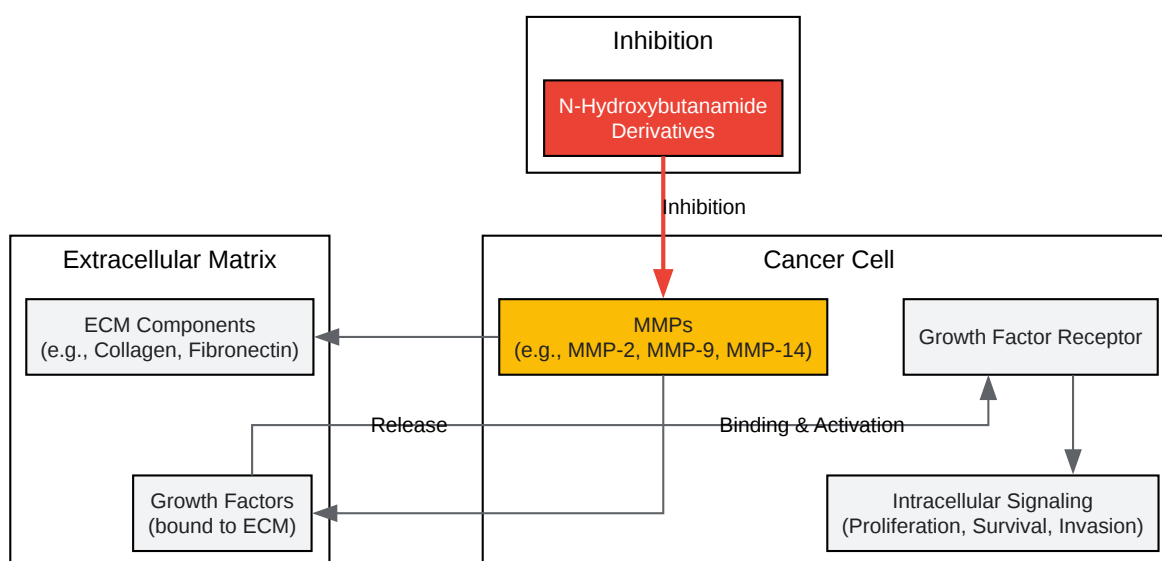 Inhibition
N-Hydroxybutanamide
Derivatives
Inhibition
Extracellular Matrix
Cancer Cell
ECM Components
(e.g., Collagen, Fibronectin)
MMPs
(e.g., MMP-2, MMP-9, MMP-14)
Growth Factor Receptor
Release
Binding & Activation
Growth Factors
(bound to ECM)
Intracellular Signaling
(Proliferation, Survival, Invasion)